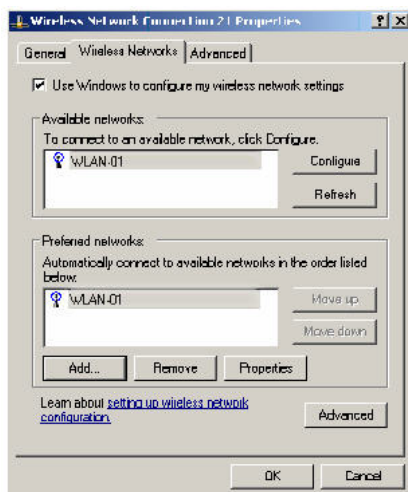 Wireless Network Connection 21 Properties
General Wireless Networks Advanced
Use Windows to configure my wireless network settings
Available networks:
To connect to an available network, click Configure.
WLAN-01
Configure
Refresh
Preferred networks:
Automatically connect to available networks in the order listed
below:
WLAN-01
Move up
Move down
Add... Remove Properties
Learn about setting up wireless network
configuration.
Advanced
OK Cancel